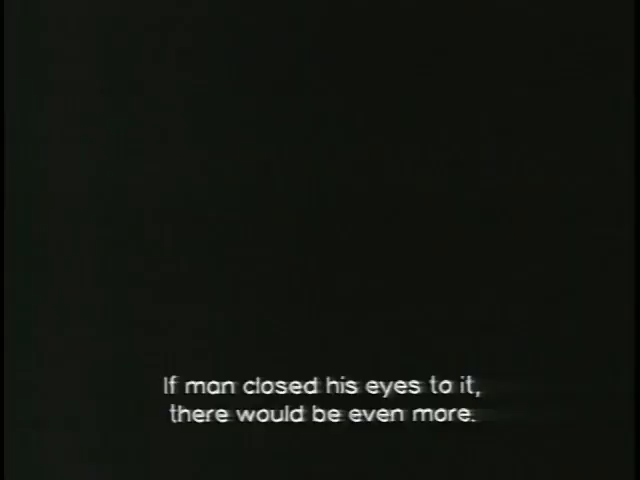 If man closed his eyes to it,
there would be even more.